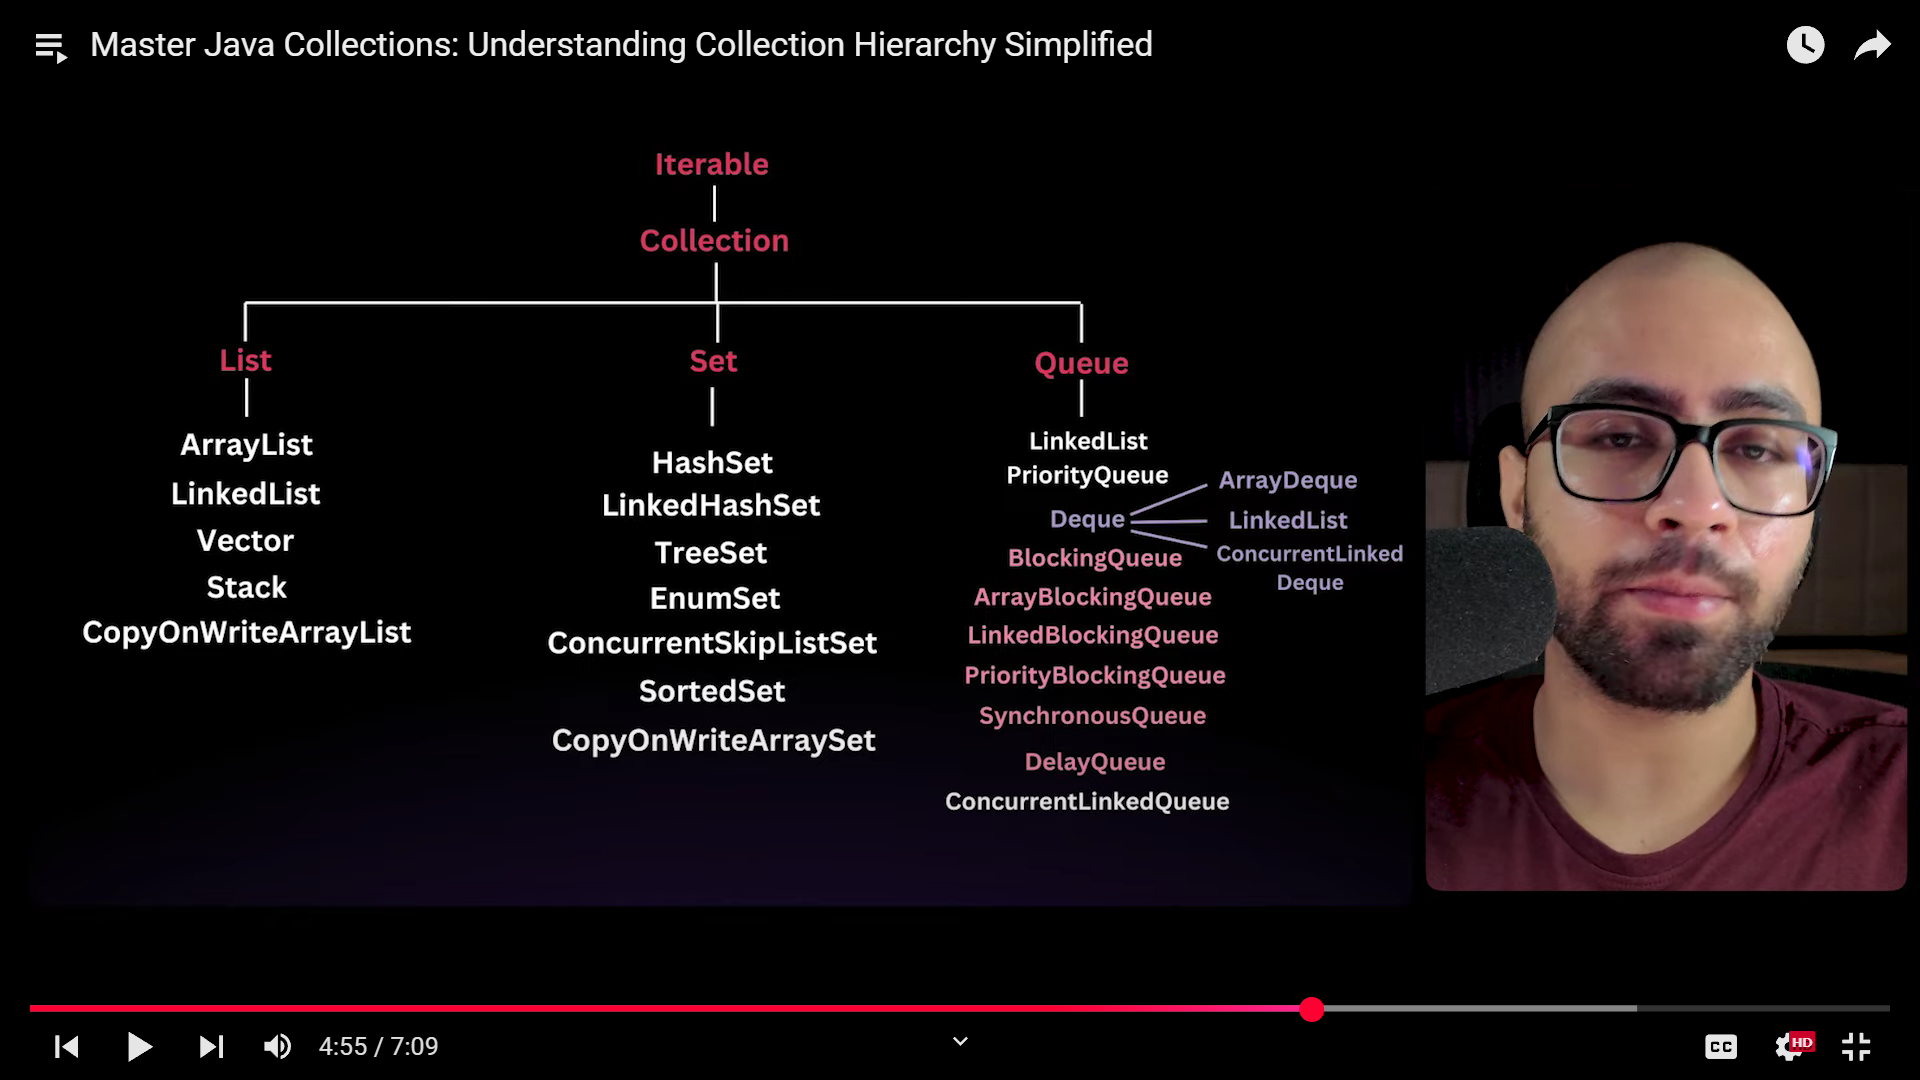 Master Java Collections: Understanding Collection Hierarchy Simplified
Iterable
Collection
List
Set
Queue
ArrayList
LinkedList
Vector
Stack
CopyOnWriteArrayList
HashSet
LinkedHashSet
TreeSet
EnumSet
ConcurrentSkipListSet
SortedSet
CopyOnWriteArraySet
LinkedList
PriorityQueue
Deque
ArrayDeque
LinkedList
ConcurrentLinked
Deque
BlockingQueue
ArrayBlockingQueue
LinkedBlockingQueue
PriorityBlockingQueue
SynchronousQueue
DelayQueue
ConcurrentLinkedQueue
4:55 / 7:09
CC
HD